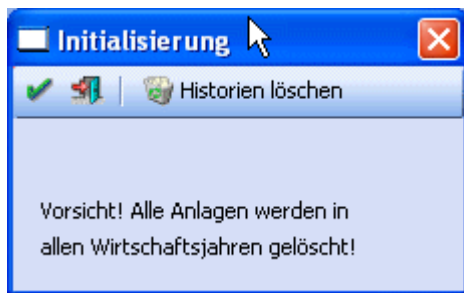 Initialisierung
Historien löschen
Vorsicht! Alle Anlagen werden in
allen Wirtschaftsjahren gelöscht!